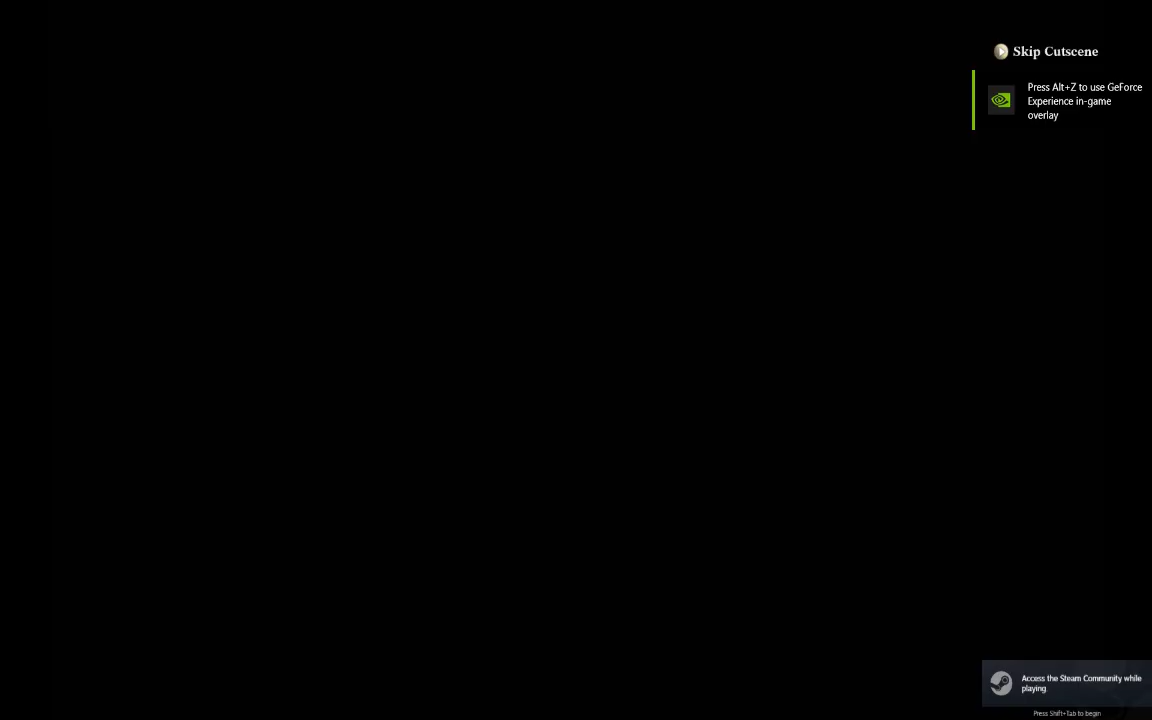 Skip Cutscene
Press Alt+Z to use GeForce
Experience in-game
overlay
Access the Steam Community while
playing
Press Shift+Tab to begin